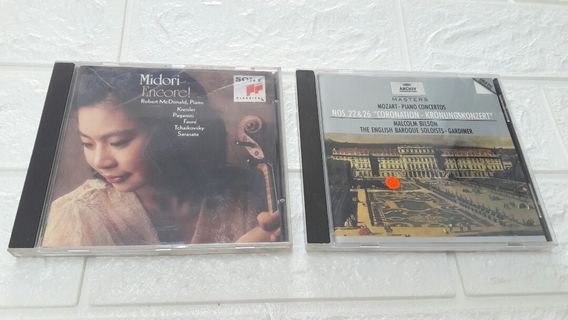 Midori
Encore!
Robert McDonald, Piano
Kreisler
Paganini
Fauré
Tchaikovsky
Sarasate
SONY
CLASSICAL
ARCHIV
MASTERS
MOZART · PIANO CONCERTOS
NOS. 22 & 26 "CORONATION · KRÖNUNGSKONZERT"
MALCOLM BILSON
THE ENGLISH BAROQUE SOLOISTS · GARDINER